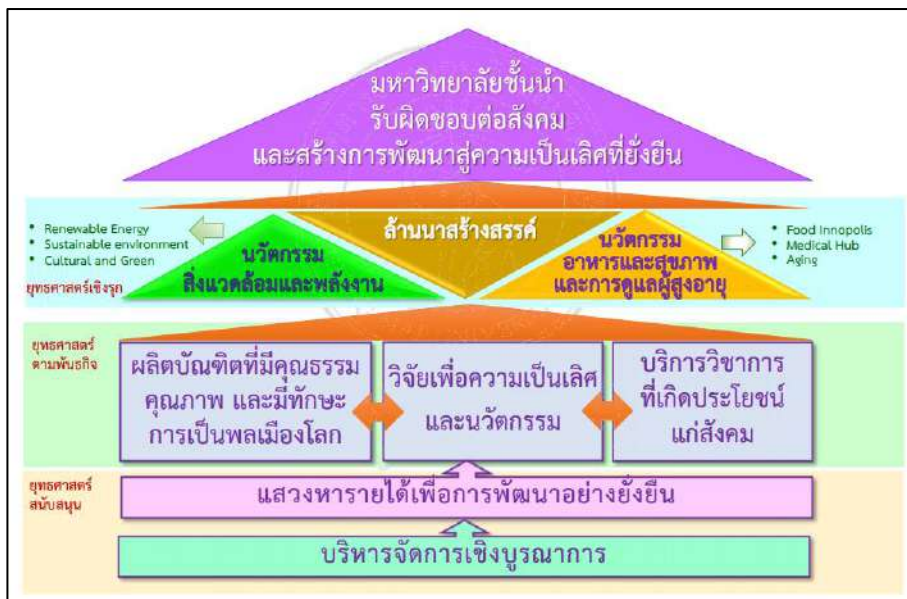 มหาวิทยาลัยชั้นนำ
รับผิดชอบต่อสังคม
และสร้างการพัฒนาสู่ความเป็นเลิศที่ยั่งยืน
• Renewable Energy
• Sustainable environment
• Cultural and Green
ยุทธศาสตร์เชิงรุก
นวัตกรรม
สิ่งแวดล้อมและพลังงาน
ล้านนาสร้างสรรค์
นวัตกรรม
อาหารและสุขภาพ
และการดูแลผู้สูงอายุ
• Food Innopolis
• Medical Hub
• Aging
ยุทธศาสตร์
ตามพันธกิจ
ผลิตบัณฑิตที่มีคุณธรรม
คุณภาพ และมีทักษะ
การเป็นพลเมืองโลก
วิจัยเพื่อความเป็นเลิศ
และนวัตกรรม
บริการวิชาการ
ที่เกิดประโยชน์
แก่สังคม
ยุทธศาสตร์
สนับสนุน
แสวงหารายได้เพื่อการพัฒนาอย่างยั่งยืน
บริหารจัดการเชิงบูรณาการ